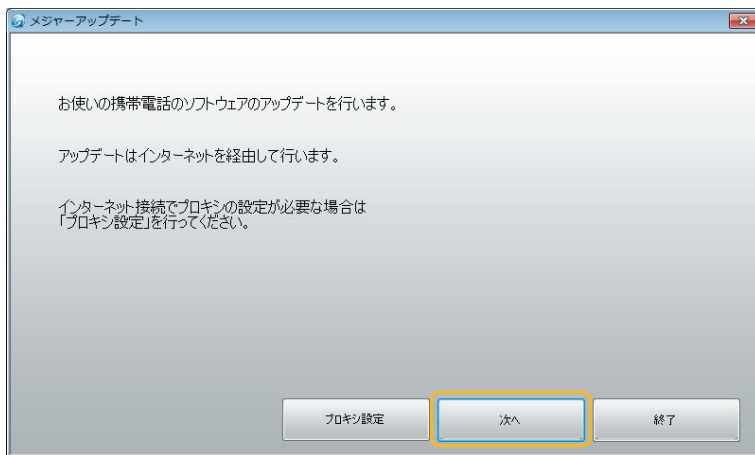 メジャーアップデート
お使いの携帯電話のソフトウェアのアップデートを行います。
アップデートはインターネットを経由して行います。
インターネット接続でプロキシの設定が必要な場合は
「プロキシ設定」を行ってください。
プロキシ設定
次へ
終了